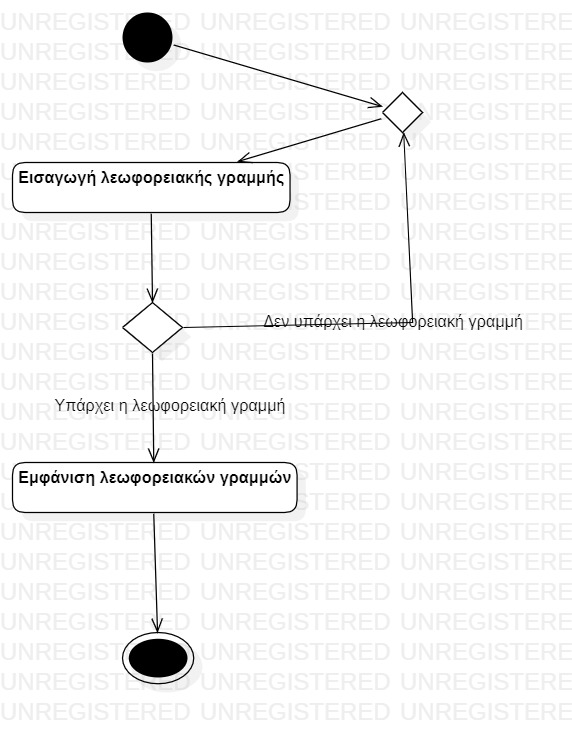 Εισαγωγή λεωφορειακής γραμμής
Δεν υπάρχει η λεωφορειακή γραμμή
Υπάρχει η λεωφορειακή γραμμή
Εμφάνιση λεωφορειακών γραμμών
UNREGISTERED UNREGISTERED UNREGISTERE